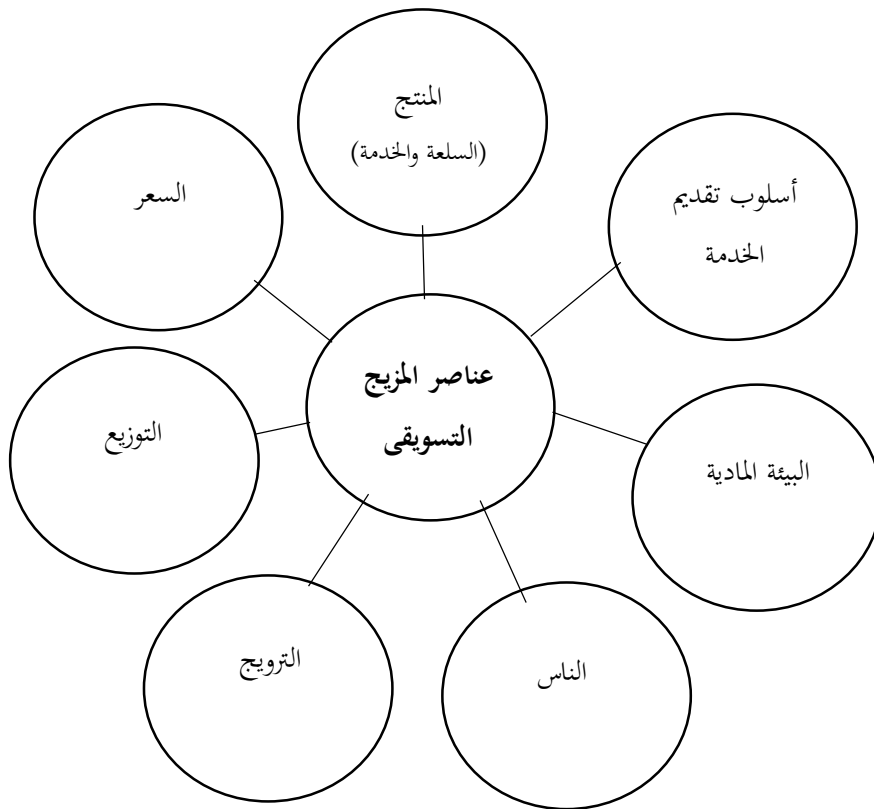 المنتج
(السلعة والخدمة)
أسلوب تقديم
الخدمة
السعر
عناصر المزيج
التسويقى
التوزيع
البيئة المادية
الترويج
الناس